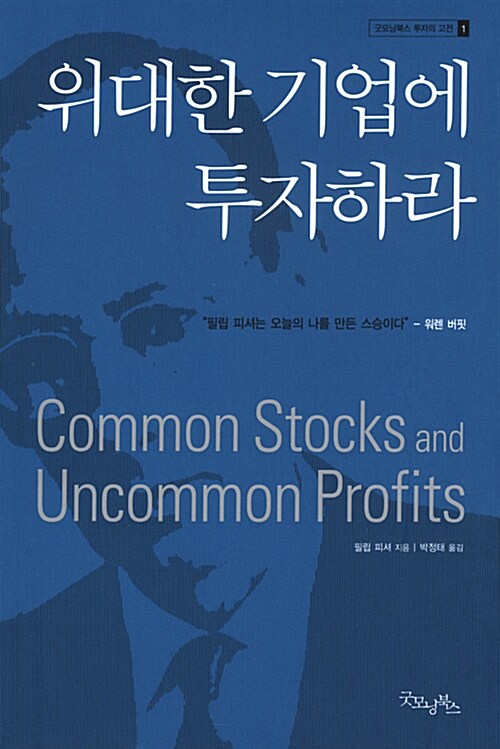 굿모닝북스 투자의 고전 1
위대한 기업에
투자하라
"필립 피셔는 오늘의 나를 만든 스승이다" - 워렌 버핏
Common Stocks and
Uncommon Profits
필립 피셔 지음 | 박정태 옮김
굿모닝북스